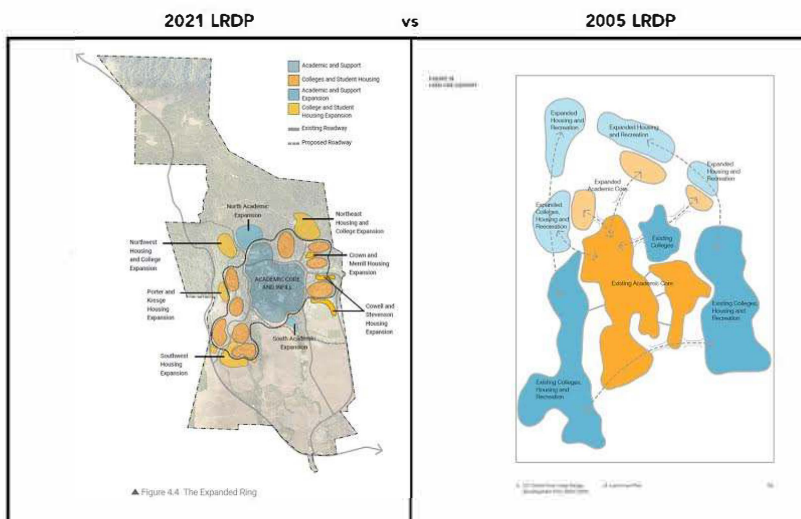 2021 LRDP
vs
2005 LRDP
Academic and Support
Colleges and Student Housing
Academic and Support
Expansion
College and Student
Housing Expansion
Existing Roadway
Proposed Roadway
North Academic
Expansion
Northeast
Housing and
College Expansion
Northwest
Housing
and College
Expansion
Crown and
Merrill Housing
Expansion
ACADEMIC CORE
AND INFILL
Porter and
Kresge
Housing
Expansion
Cowell and
Stevenson
Housing
Expansion
South Academic
Expansion
Southwest
Housing
Expansion
▲ Figure 4.4 The Expanded Ring
Expanded
Housing and
Recreation
Expanded Housing
and Recreation
Expanded
Housing and
Recreation
Expanded
Academic Core
Expanded
Colleges,
Housing and
Recreation
Existing
Colleges
Existing Academic Core
Existing Colleges,
Housing and
Recreation
Existing Colleges,
Housing and
Recreation